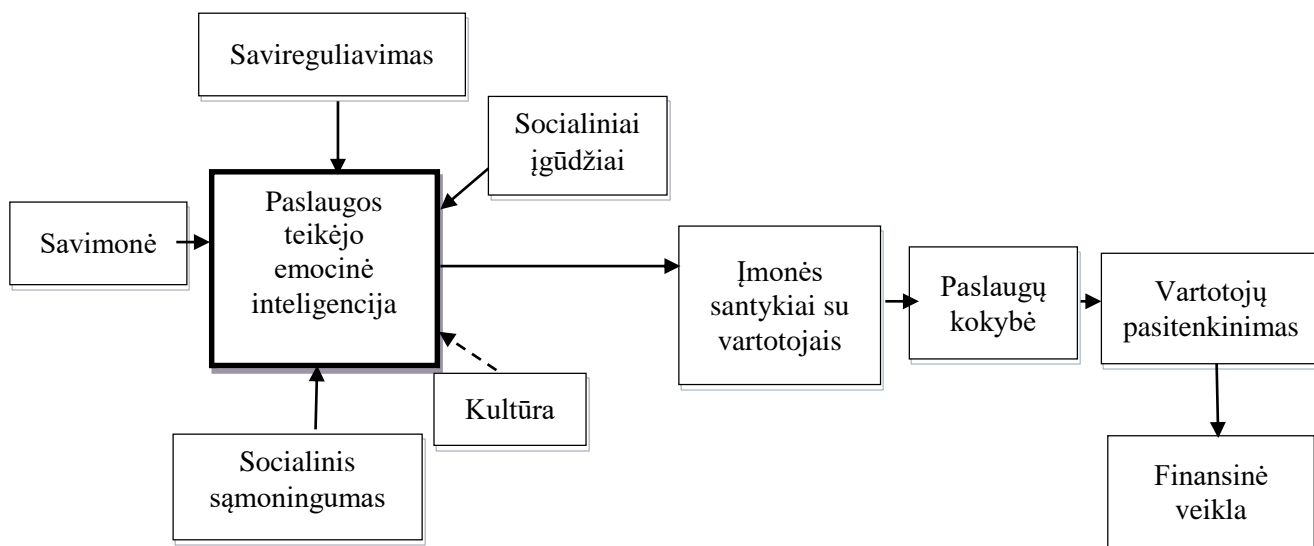 Savireguliavimas
Socialiniai
įgūdžiai
Paslaugos
teikėjo
emocinė
inteligencija
Savimonė
Įmonės
santykiai su
vartotojais
Paslaugų
kokybė
Vartotojų
pasitenkinimas
Kultūra
Socialinis
sąmoningumas
Finansinė
veikla